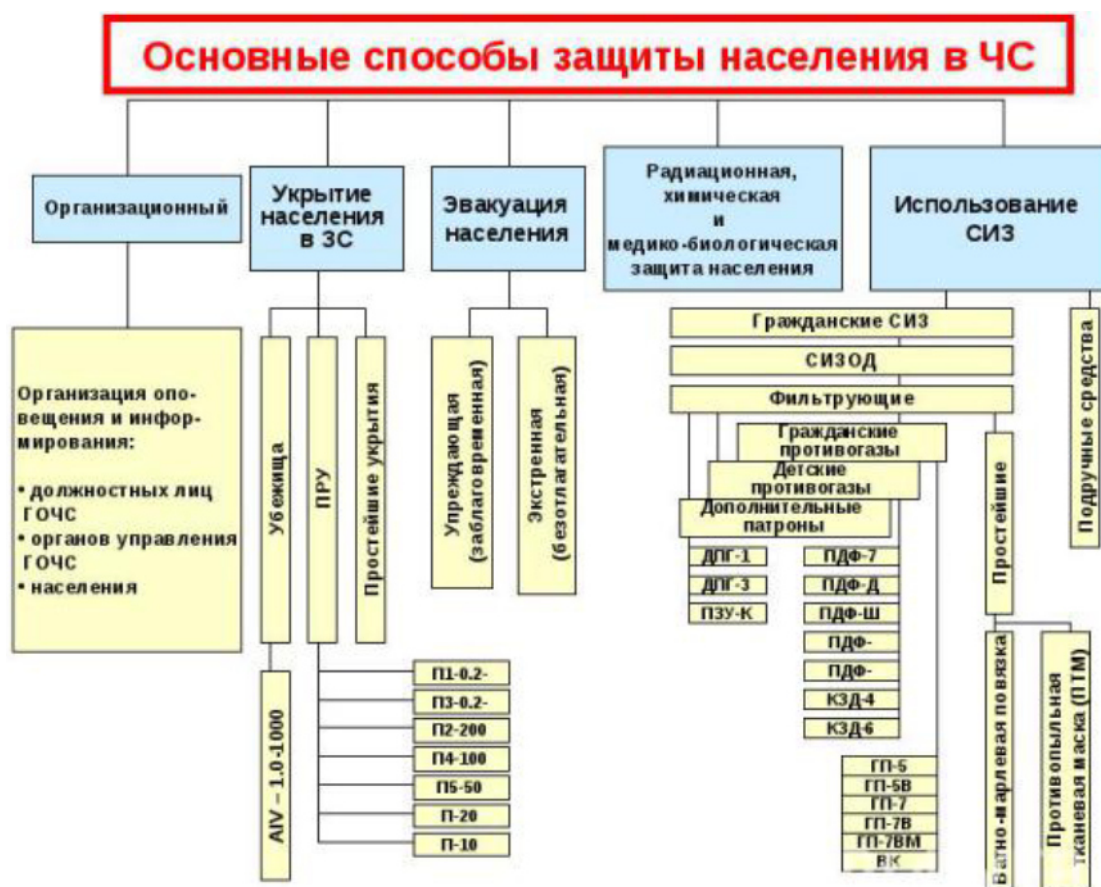 Основные способы защиты населения в ЧС
Организационный
Укрытие
населения
в ЗС
Эвакуация
населения
Радиационная,
химическая
и
медико-биологическая
защита населения
Использование
СИЗ
Организация опо-
вещения и инфор-
мирования:
• должностных лиц
ГОЧС
• органов управления
ГОЧС
• населения
Убежища
ПРУ
Простейшие укрытия
AIV – 1.0-1000
П1-0.2-
П3-0.2-
П2-200
П4-100
П5-50
П-20
П-10
Упреждающая
(заблаговременная)
Экстренная
(безотлагательная)
Гражданские СИЗ
СИЗОД
Фильтрующие
Гражданские
противогазы
Детские
противогазы
Дополнительные
патроны
ДПГ-1
ДПГ-3
ПЗУ-К
ПДФ-7
ПДФ-Д
ПДФ-Ш
ПДФ-
ПДФ-
КЗД-4
КЗД-6
ГП-5
ГП-5В
ГП-7
ГП-7В
ГП-7ВМ
ВК
Простейшие
Ватно-марлевая повязка
Противопыльная
тканевая маска (ПТМ)
Подручные средства